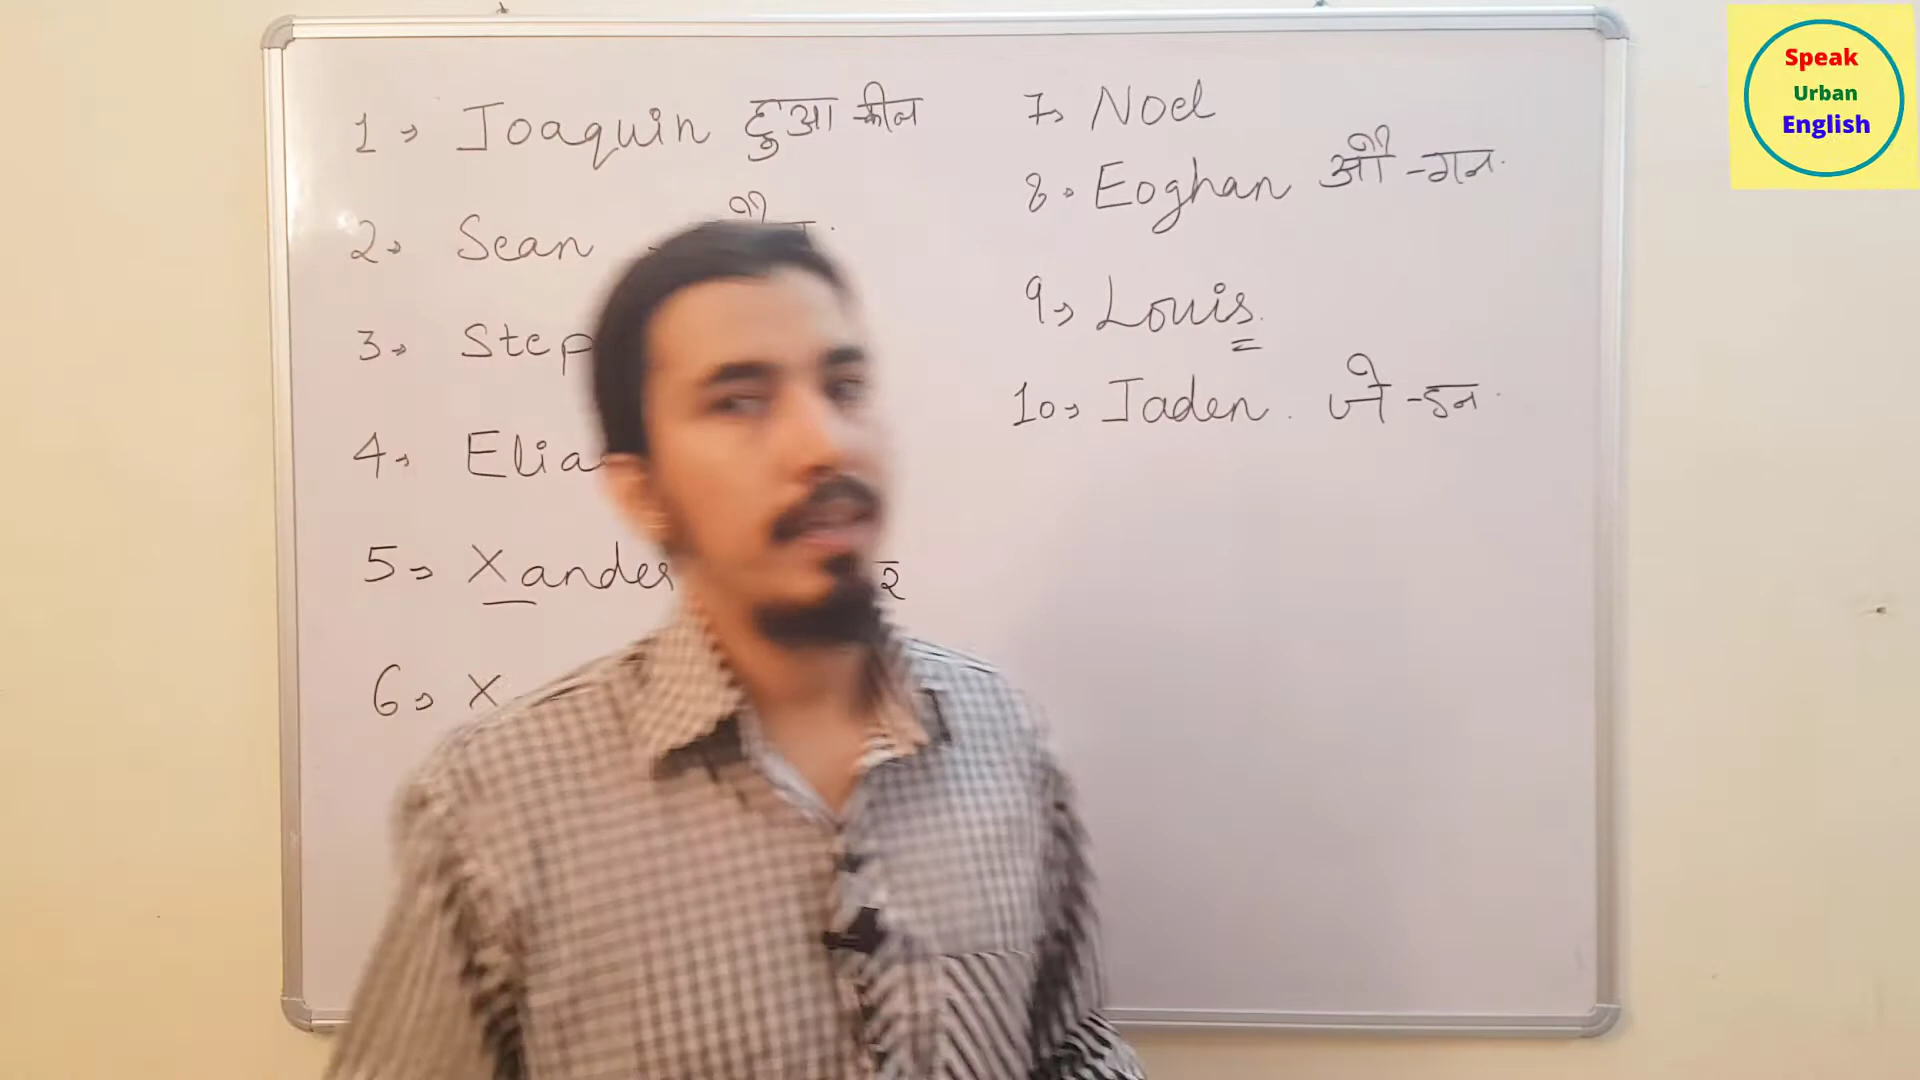 1. Joaquin हुआ कीन
2. Sean
3. Step
4. Elia
5. Xander र
6. X
7. Noel
8. Eoghan ओ -गन
9. Louis
10. Jaden. जे -डन
Speak
Urban
English